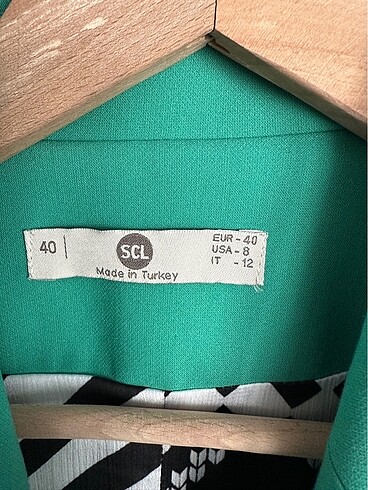 40
SCL
Made in Turkey
EUR - 40
USA - 8
IT - 12